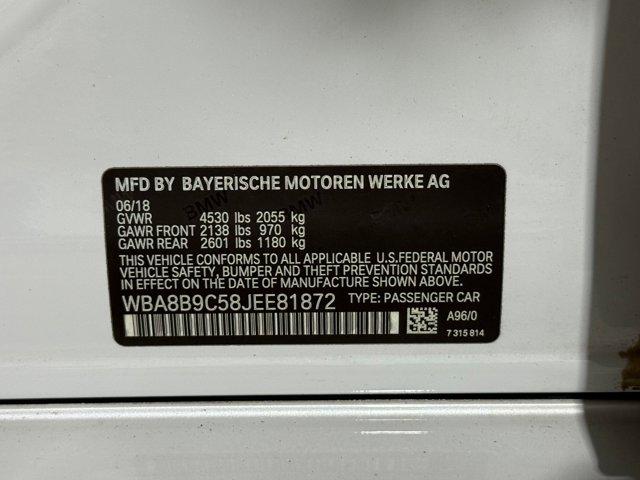 MFD BY BAYERISCHE MOTOREN WERKE AG
06/18
GVWR 4530 lbs 2055 kg
GAWR FRONT 2138 lbs 970 kg
GAWR REAR 2601 lbs 1180 kg
THIS VEHICLE CONFORMS TO ALL APPLICABLE U.S.FEDERAL MOTOR
VEHICLE SAFETY, BUMPER AND THEFT PREVENTION STANDARDS
IN EFFECT ON THE DATE OF MANUFACTURE SHOWN ABOVE.
WBA8B9C58JEE81872 TYPE: PASSENGER CAR
A96/0
7 315 814